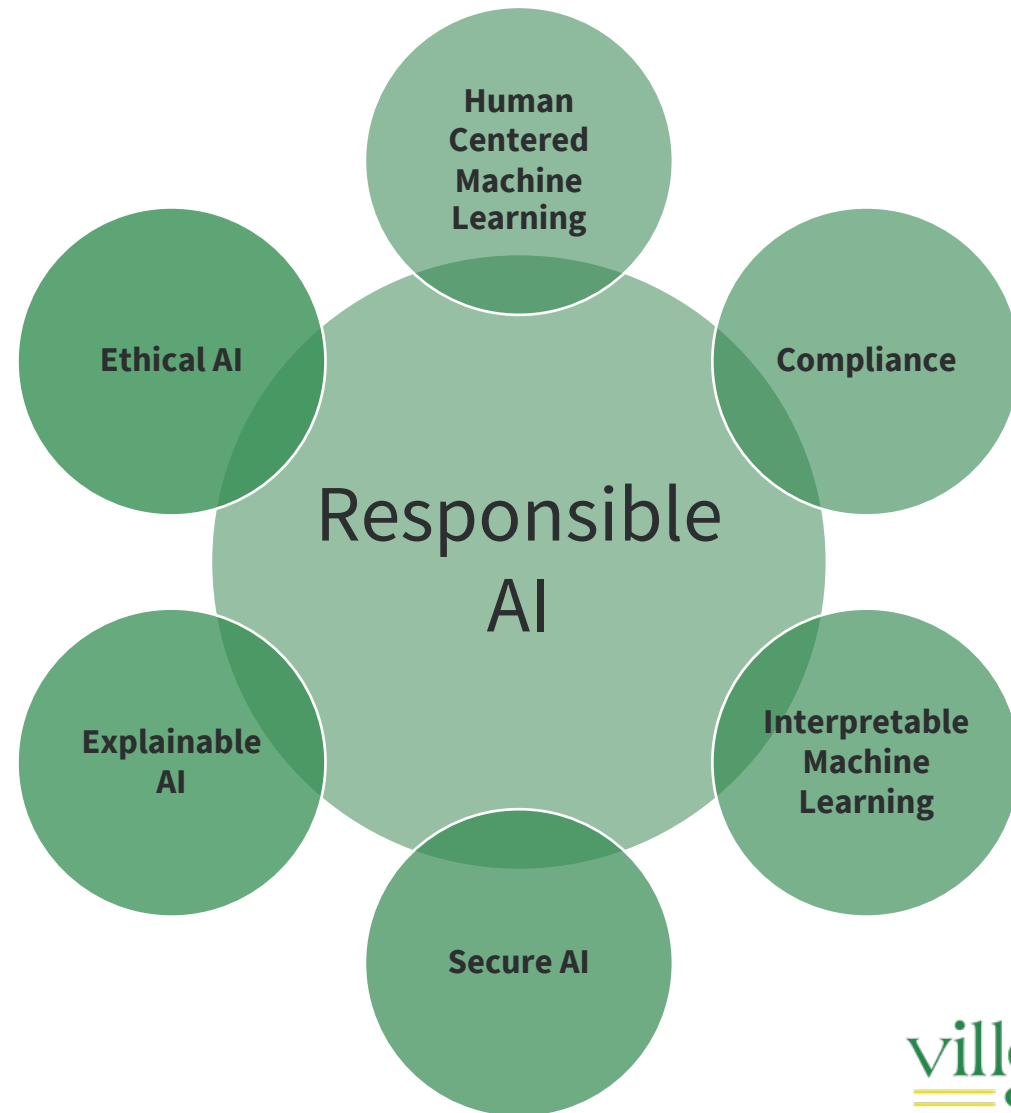 Human
Centered
Machine
Learning
Ethical AI
Compliance
Responsible
AI
Explainable
AI
Interpretable
Machine
Learning
Secure AI